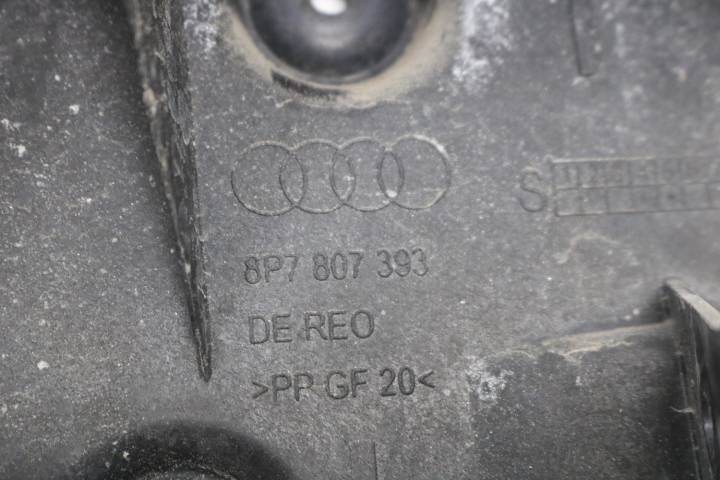 8P7 807 393
S
DE REO
>PP GF 20<